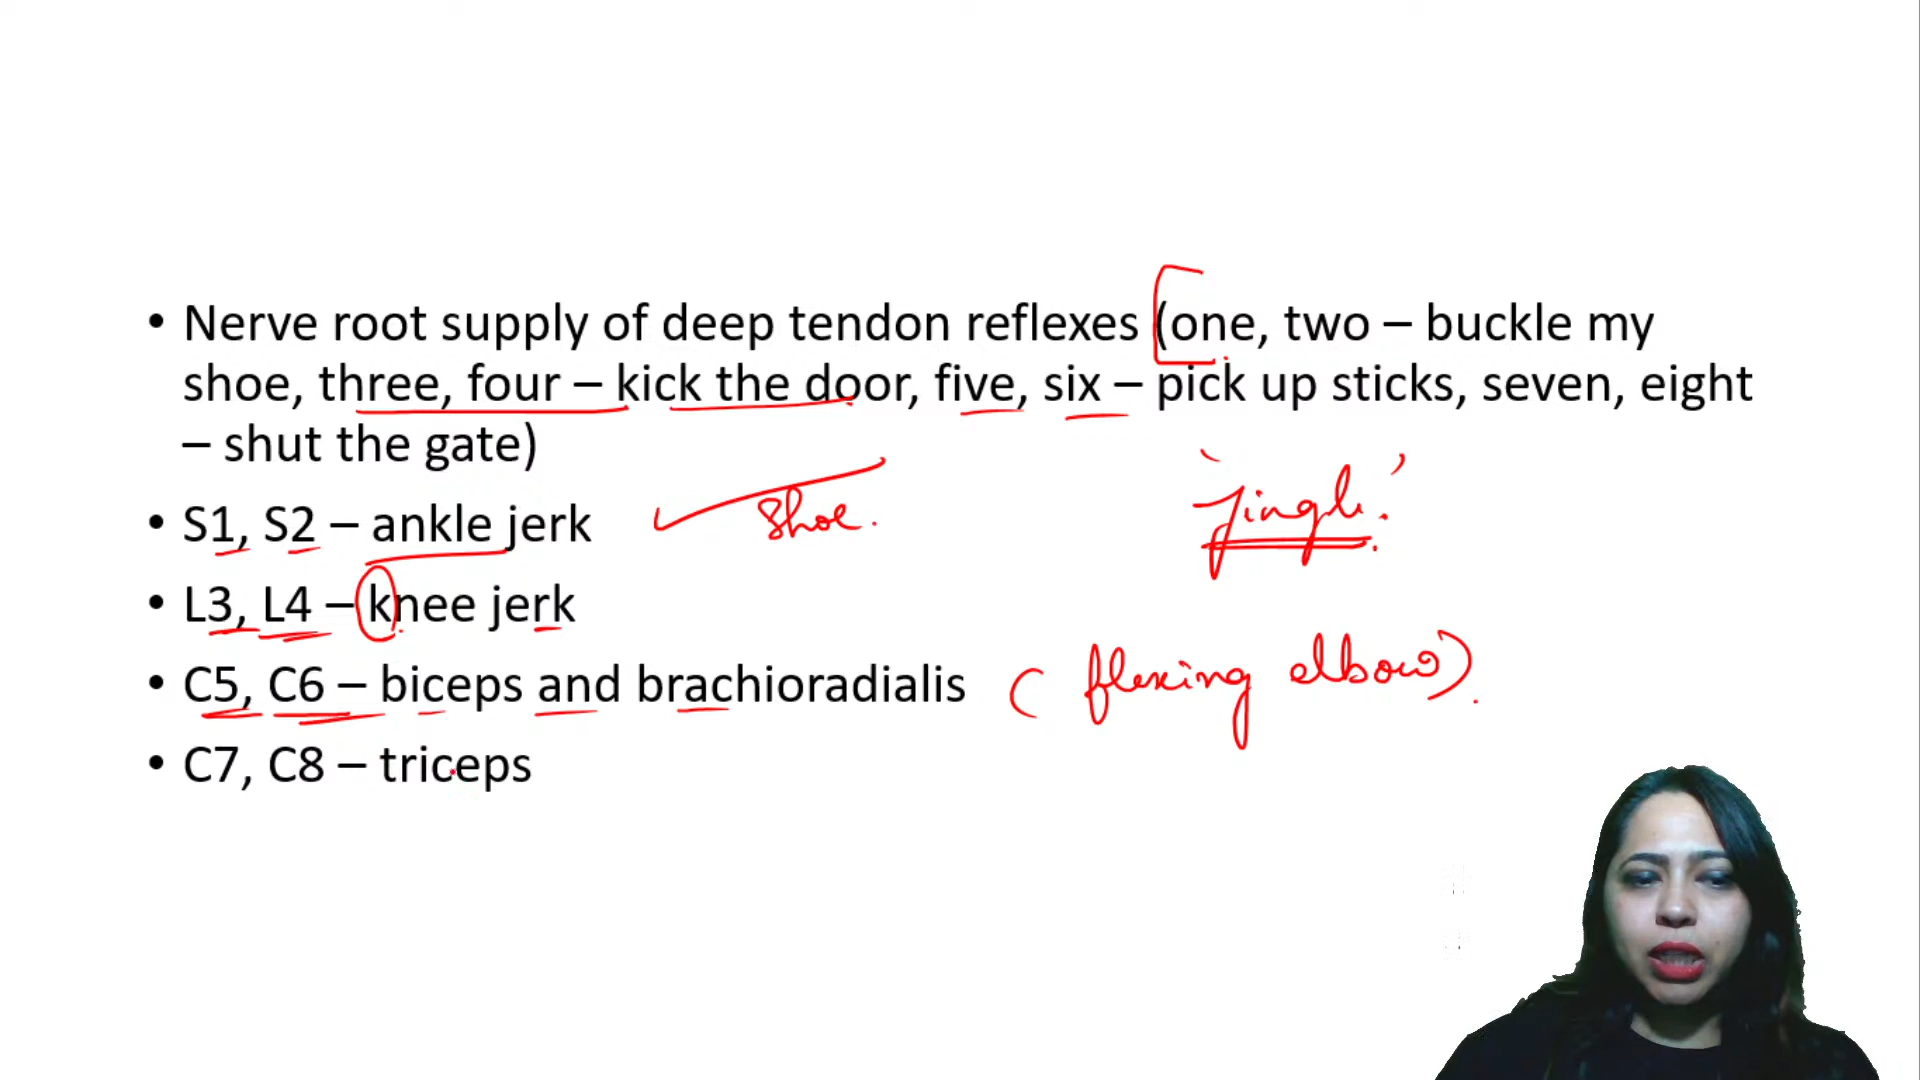 • Nerve root supply of deep tendon reflexes (one, two – buckle my
shoe, three, four – kick the door, five, six – pick up sticks, seven, eight
– shut the gate)
'Jingle.'
• S1, S2 – ankle jerk shoe.
• L3, L4 – knee jerk
• C5, C6 – biceps and brachioradialis (flexing elbow).
• C7, C8 – triceps